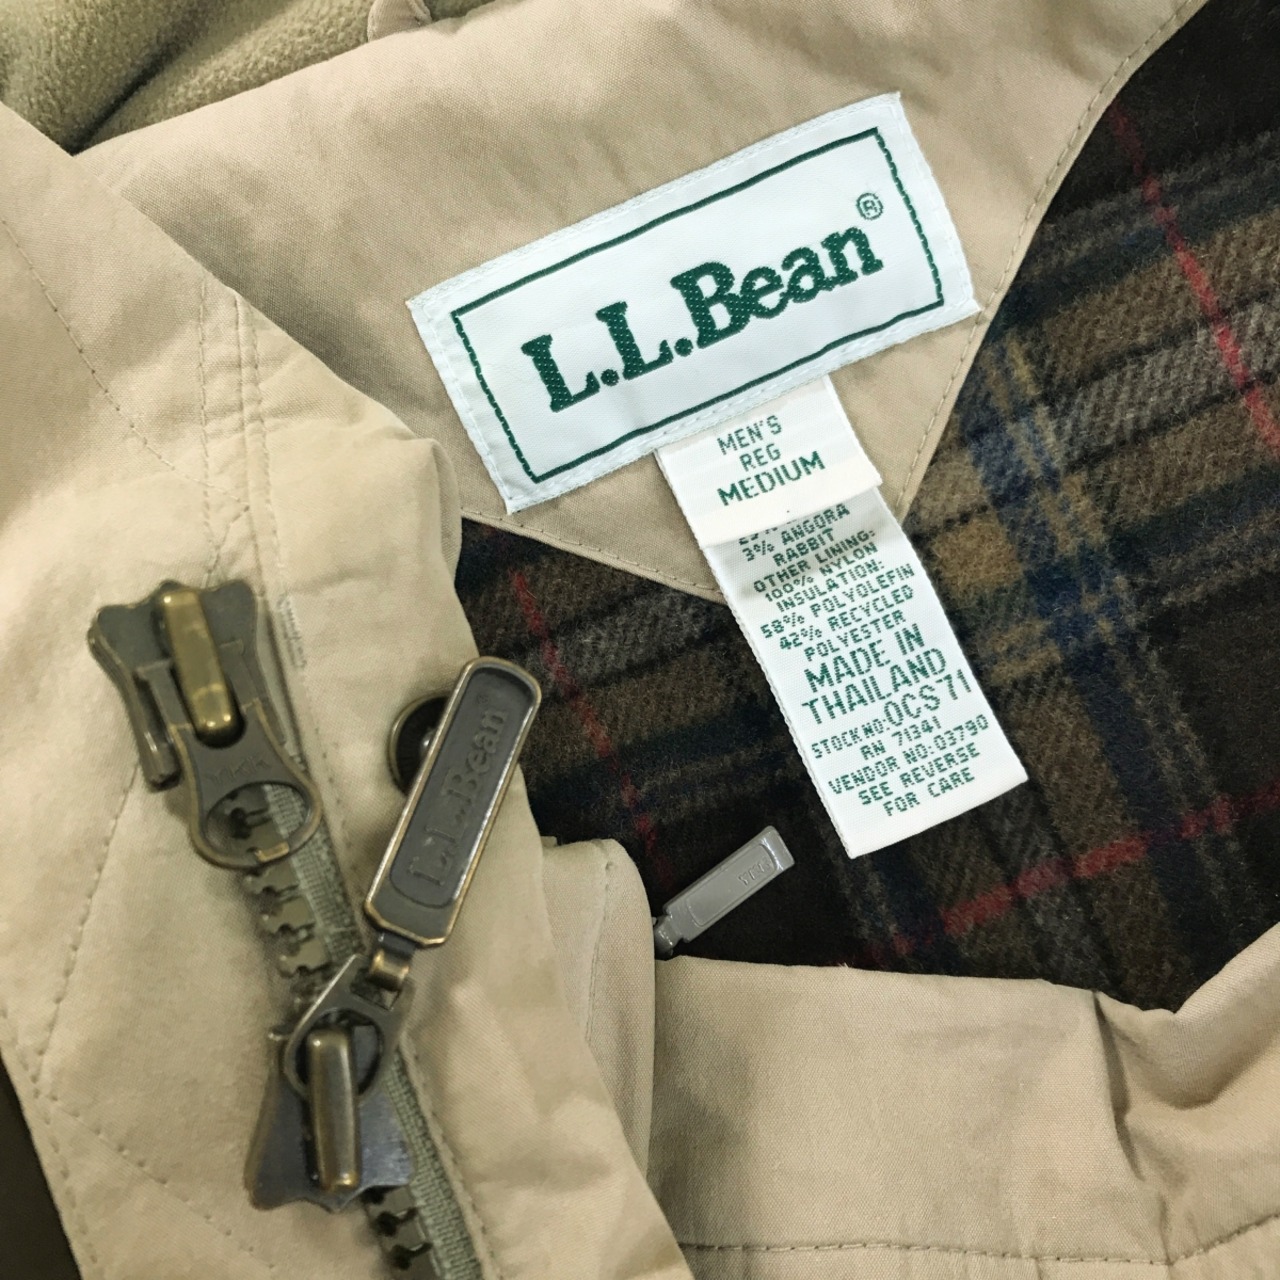 L.L.Bean®
MEN'S
REG
MEDIUM
3% ANGORA
RABBIT
OTHER LINING:
100% NYLON
INSULATION:
58% POLYOLEFIN
42% RECYCLED
POLYESTER
MADE IN
THAILAND
STOCK NO: 0CS71
RN 71341
VENDOR NO: 03790
SEE REVERSE
FOR CARE
L.L.Bean
YKK